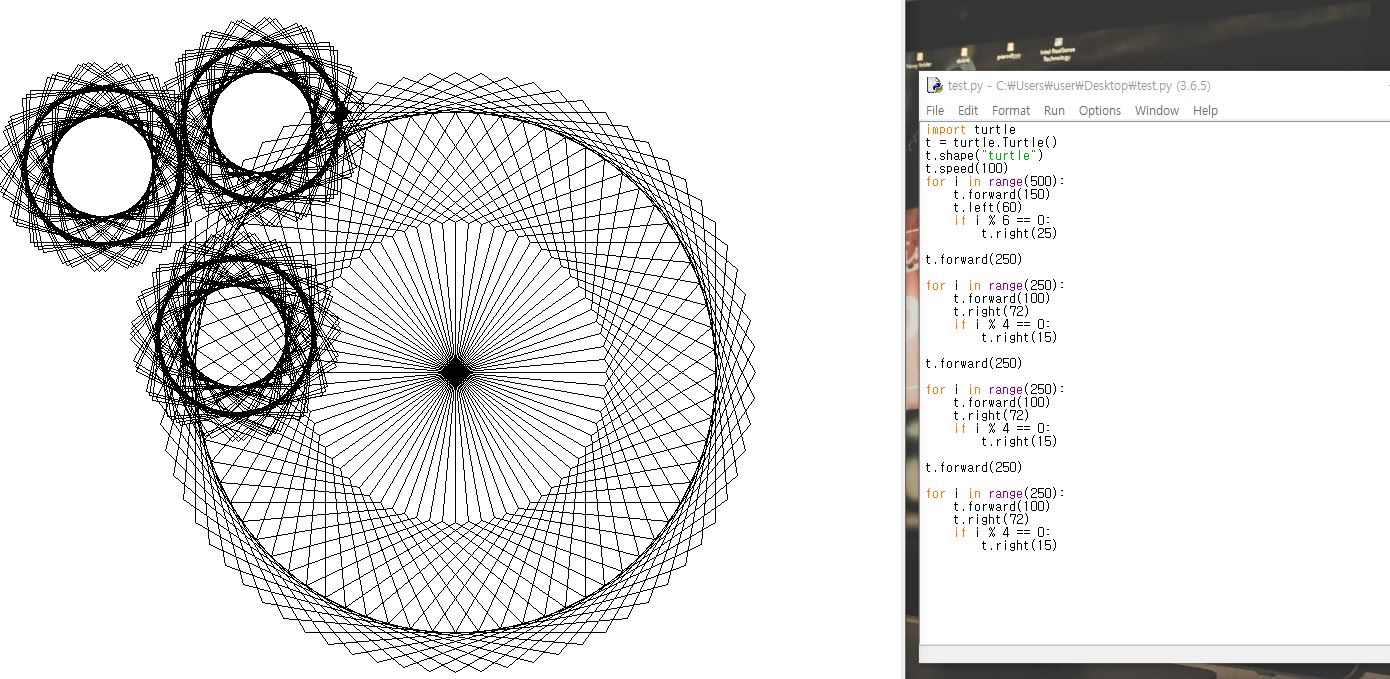 Intel RealSense
Technology
test.py - C:₩Users₩user₩Desktop₩test.py (3.6.5)
File Edit Format Run Options Window Help
import turtle
t = turtle.Turtle()
t.shape("turtle")
t.speed(100)
for i in range(500):
    t.forward(150)
    t.left(60)
    if i % 6 == 0:
        t.right(25)
t.forward(250)
for i in range(250):
    t.forward(100)
    t.right(72)
    if i % 4 == 0:
        t.right(15)
t.forward(250)
for i in range(250):
    t.forward(100)
    t.right(72)
    if i % 4 == 0:
        t.right(15)
t.forward(250)
for i in range(250):
    t.forward(100)
    t.right(72)
    if i % 4 == 0:
        t.right(15)